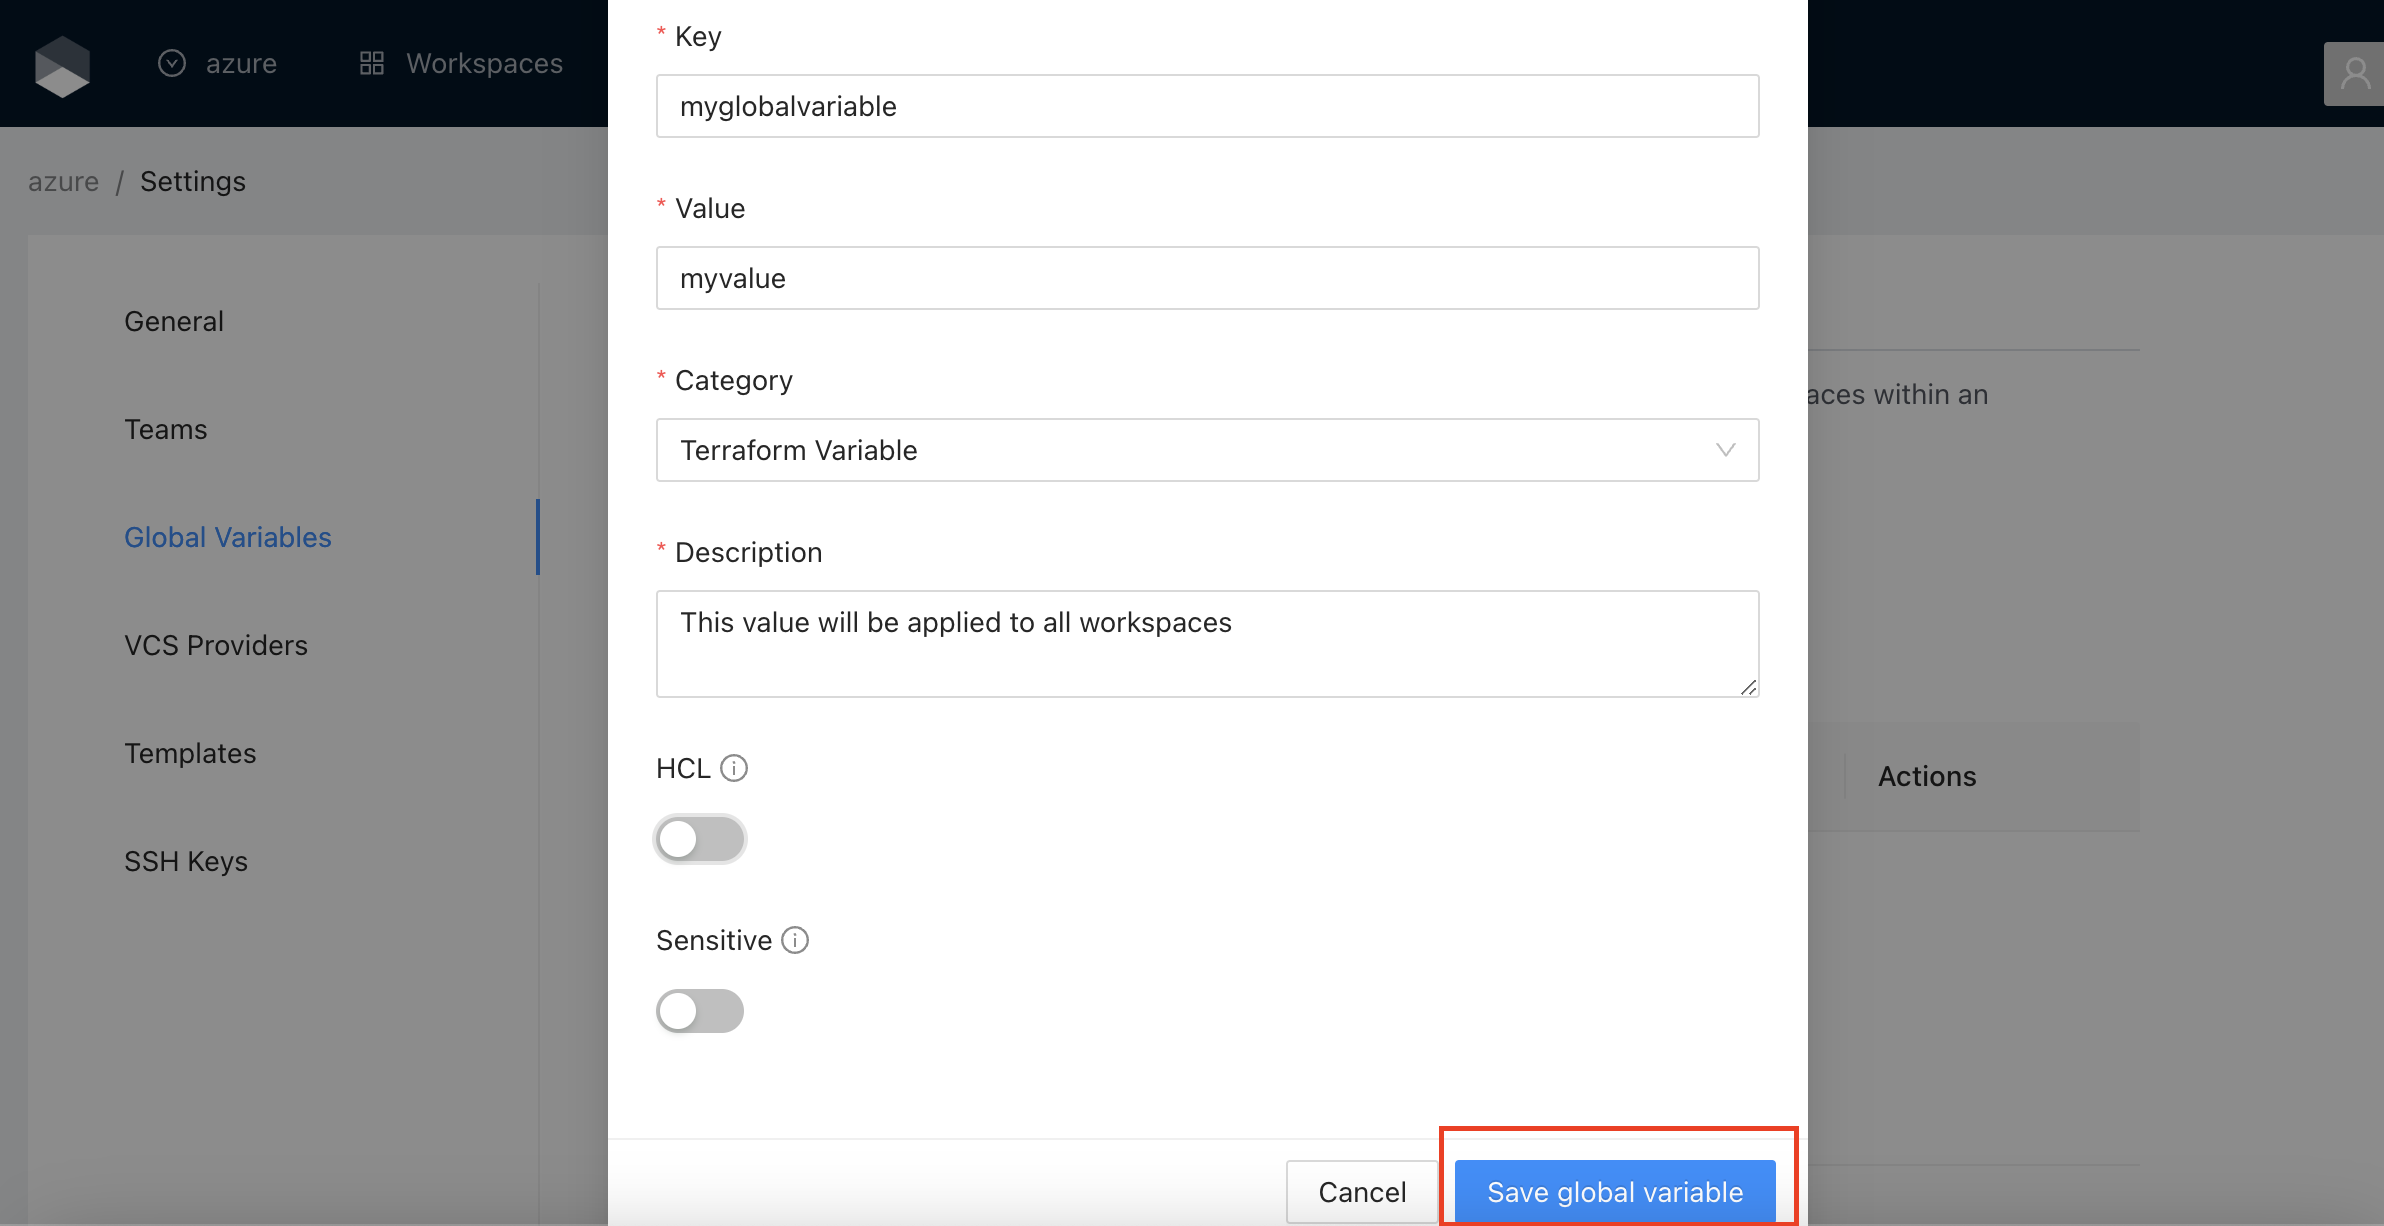 azure
Workspaces
azure / Settings
General
Teams
Global Variables
VCS Providers
Templates
SSH Keys
* Key
myglobalvariable
* Value
myvalue
* Category
Terraform Variable
* Description
This value will be applied to all workspaces
HCL
Sensitive
Cancel
Save global variable
aces within an
Actions